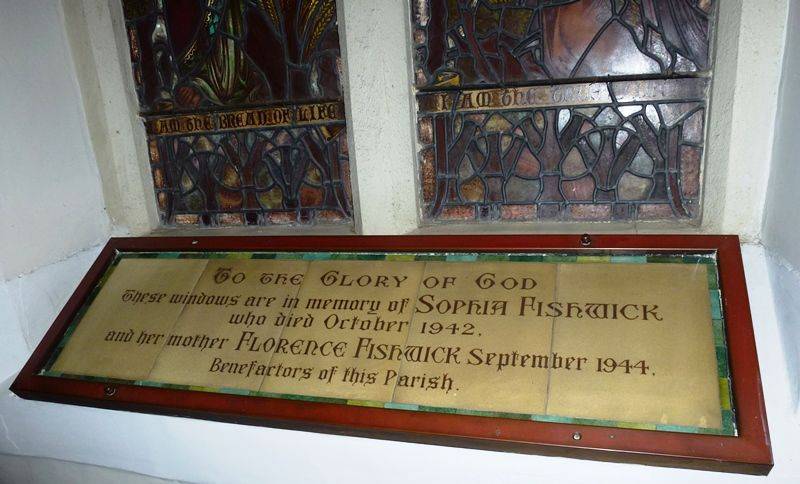 I AM THE BREAD OF LIFE
I AM THE
To the Glory of God
These windows are in memory of Sophia Fishwick
who died October 1942.
and her mother Florence Fishwick September 1944.
Benefactors of this Parish.